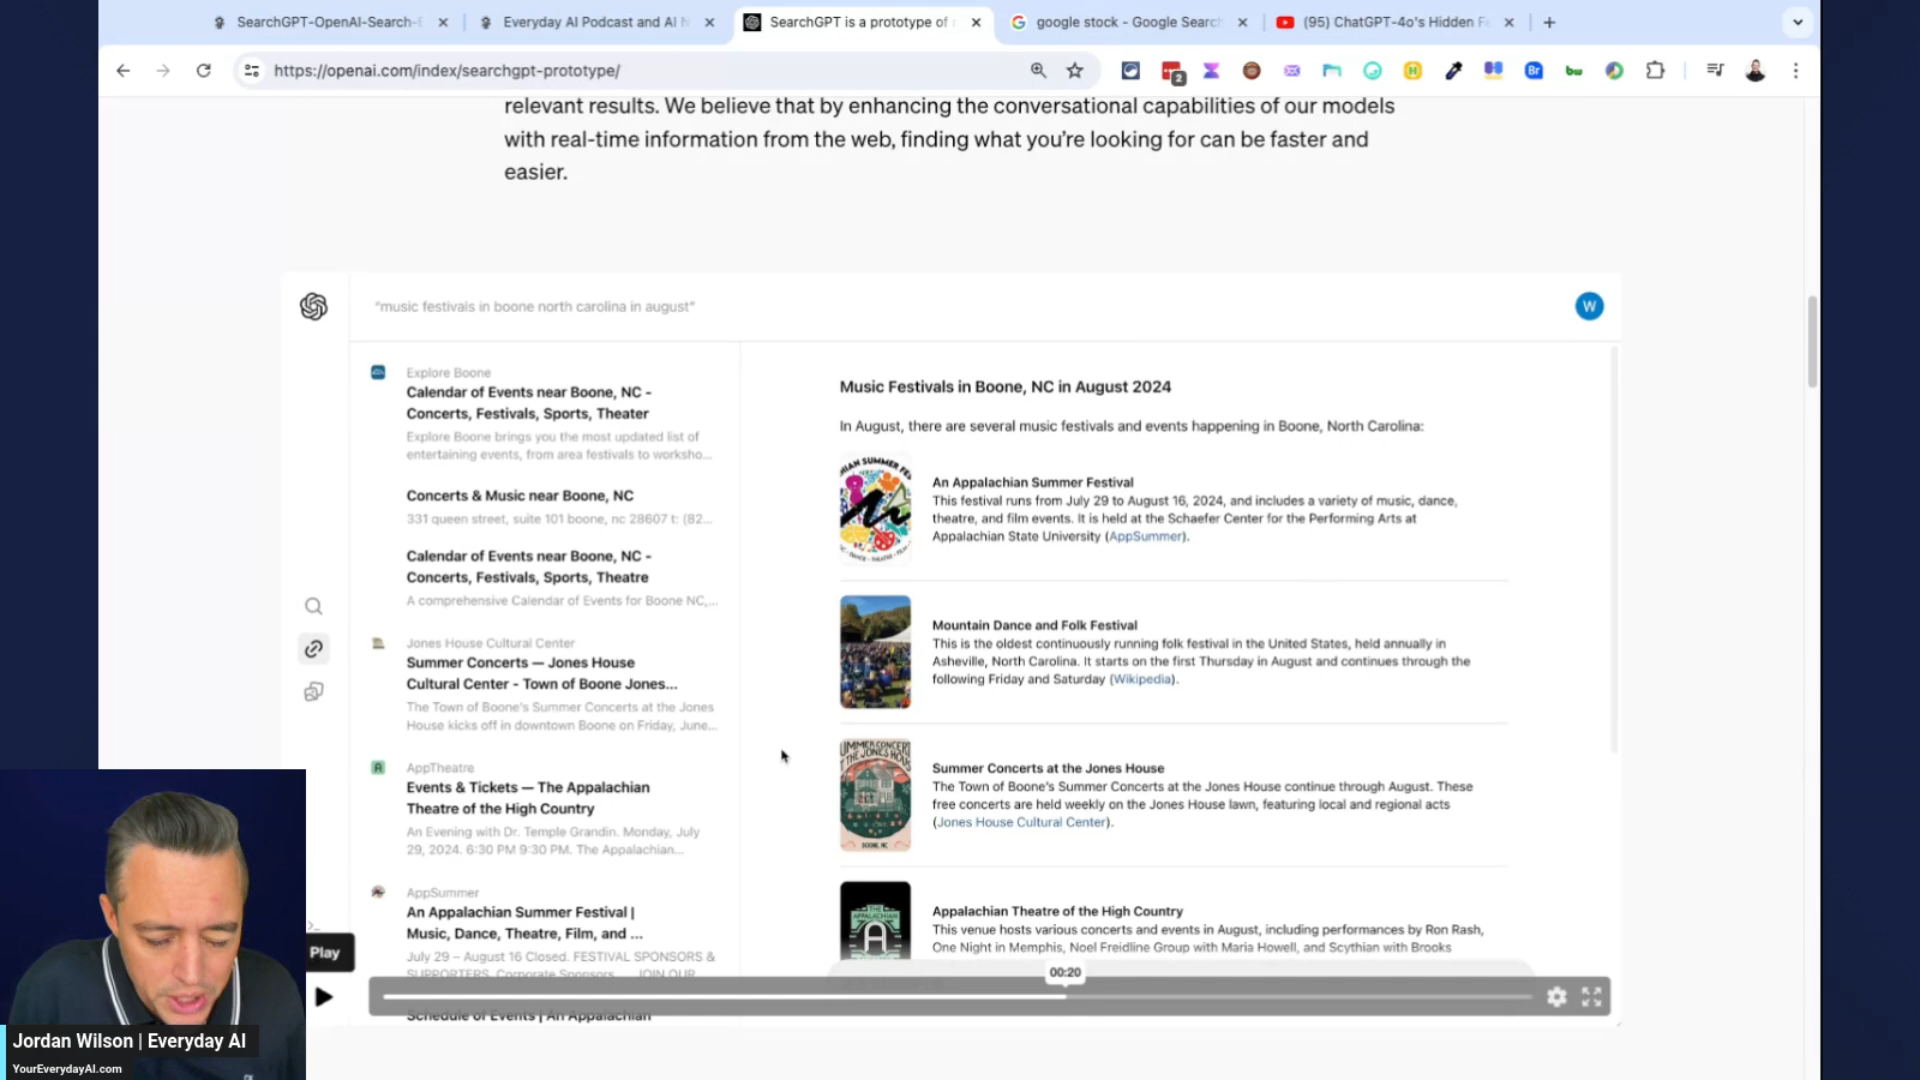 SearchGPT-OpenAI-Search-E
Everyday AI Podcast and AI N
SearchGPT is a prototype of
google stock - Google Search
(95) ChatGPT-4o's Hidden Fe
https://openai.com/index/searchgpt-prototype/
2
Br
bw
relevant results. We believe that by enhancing the conversational capabilities of our models
with real-time information from the web, finding what you're looking for can be faster and
easier.
"music festivals in boone north carolina in august"
W
Explore Boone
Calendar of Events near Boone, NC -
Concerts, Festivals, Sports, Theater
Explore Boone brings you the most updated list of
entertaining events, from area festivals to worksho...
Concerts & Music near Boone, NC
331 queen street, suite 101 boone, nc 28607 t: (82...
Calendar of Events near Boone, NC -
Concerts, Festivals, Sports, Theatre
A comprehensive Calendar of Events for Boone NC,...
Jones House Cultural Center
Summer Concerts — Jones House
Cultural Center - Town of Boone Jones...
The Town of Boone's Summer Concerts at the Jones
House kicks off in downtown Boone on Friday, June...
AppTheatre
Events & Tickets — The Appalachian
Theatre of the High Country
An Evening with Dr. Temple Grandin. Monday, July
29, 2024. 6:30 PM 9:30 PM. The Appalachian...
AppSummer
An Appalachian Summer Festival |
Music, Dance, Theatre, Film, and ...
July 29 – August 16 Closed. FESTIVAL SPONSORS &
SUPPORTERS. Corporate Sponsors ... JOIN OUR
Schedule of Events | An Appalachian
Music Festivals in Boone, NC in August 2024
In August, there are several music festivals and events happening in Boone, North Carolina:
An Appalachian Summer Festival
This festival runs from July 29 to August 16, 2024, and includes a variety of music, dance,
theatre, and film events. It is held at the Schaefer Center for the Performing Arts at
Appalachian State University (AppSummer).
Mountain Dance and Folk Festival
This is the oldest continuously running folk festival in the United States, held annually in
Asheville, North Carolina. It starts on the first Thursday in August and continues through the
following Friday and Saturday (Wikipedia).
Summer Concerts at the Jones House
The Town of Boone's Summer Concerts at the Jones House continue through August. These
free concerts are held weekly on the Jones House lawn, featuring local and regional acts
(Jones House Cultural Center).
BOONE, NC
Appalachian Theatre of the High Country
This venue hosts various concerts and events in August, including performances by Ron Rash,
One Night in Memphis, Noel Freidline Group with Maria Howell, and Scythian with Brooks
THE
APPALACHIAN
A
Play
00:20
Jordan Wilson | Everyday AI
YourEverydayAI.com